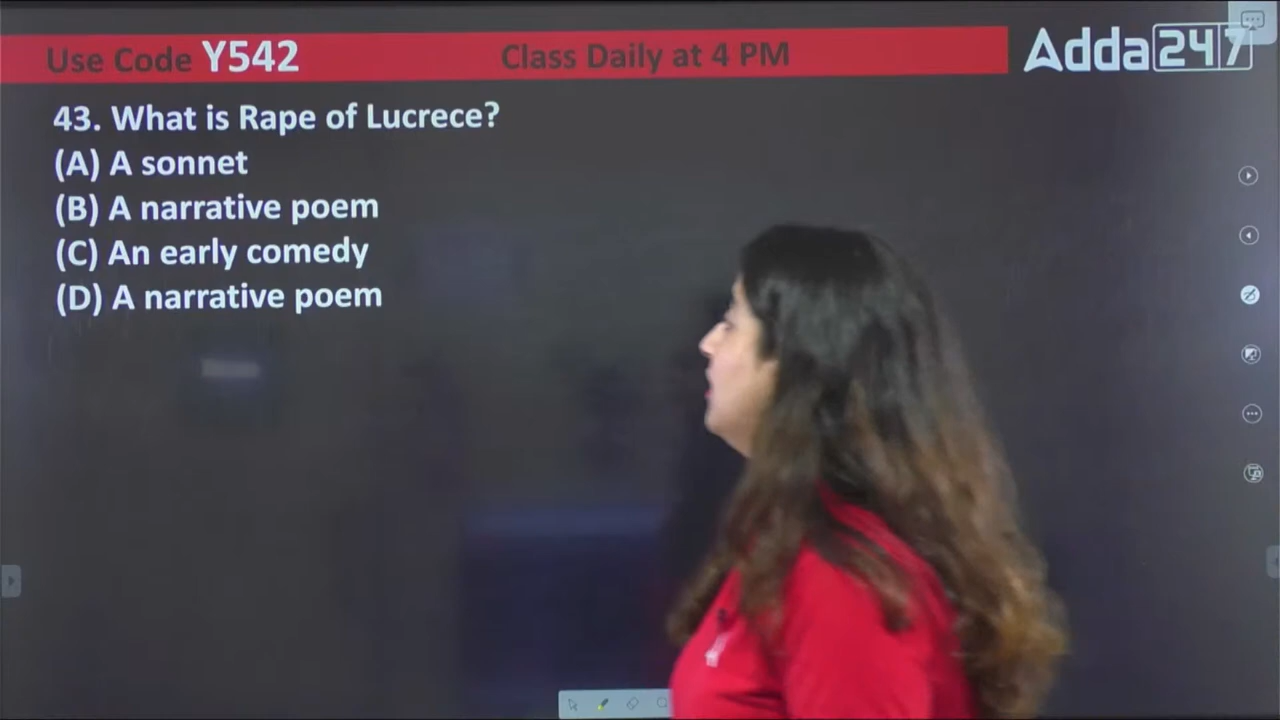 Use Code Y542 Class Daily at 4 PM Adda247
43. What is Rape of Lucrece?
(A) A sonnet
(B) A narrative poem
(C) An early comedy
(D) A narrative poem